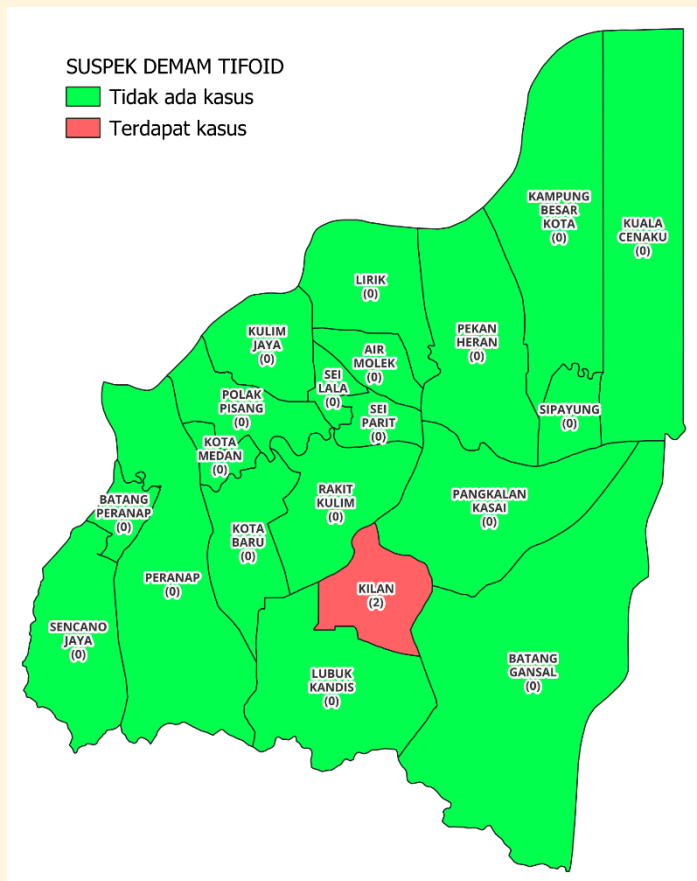 SUSPEK DEMAM TIFOID
Tidak ada kasus
Terdapat kasus
KAMPUNG
BESAR
KOTA
(0)
KUALA
CENAKU
(0)
LIRIK
(0)
KULIM
JAYA
(0)
AIR
MOLEK
(0)
PEKAN
HERAN
(0)
SEI
LALA
(0)
POLAK
PISANG
(0)
SEI
PARIT
(0)
SIPAYUNG
(0)
KOTA
MEDAN
(0)
RAKIT
KULIM
(0)
PANGKALAN
KASAI
(0)
BATANG
PERANAP
(0)
KOTA
BARU
(0)
PERANAP
(0)
KILAN
(2)
SENCANO
JAYA
(0)
LUBUK
KANDIS
(0)
BATANG
GANSAL
(0)